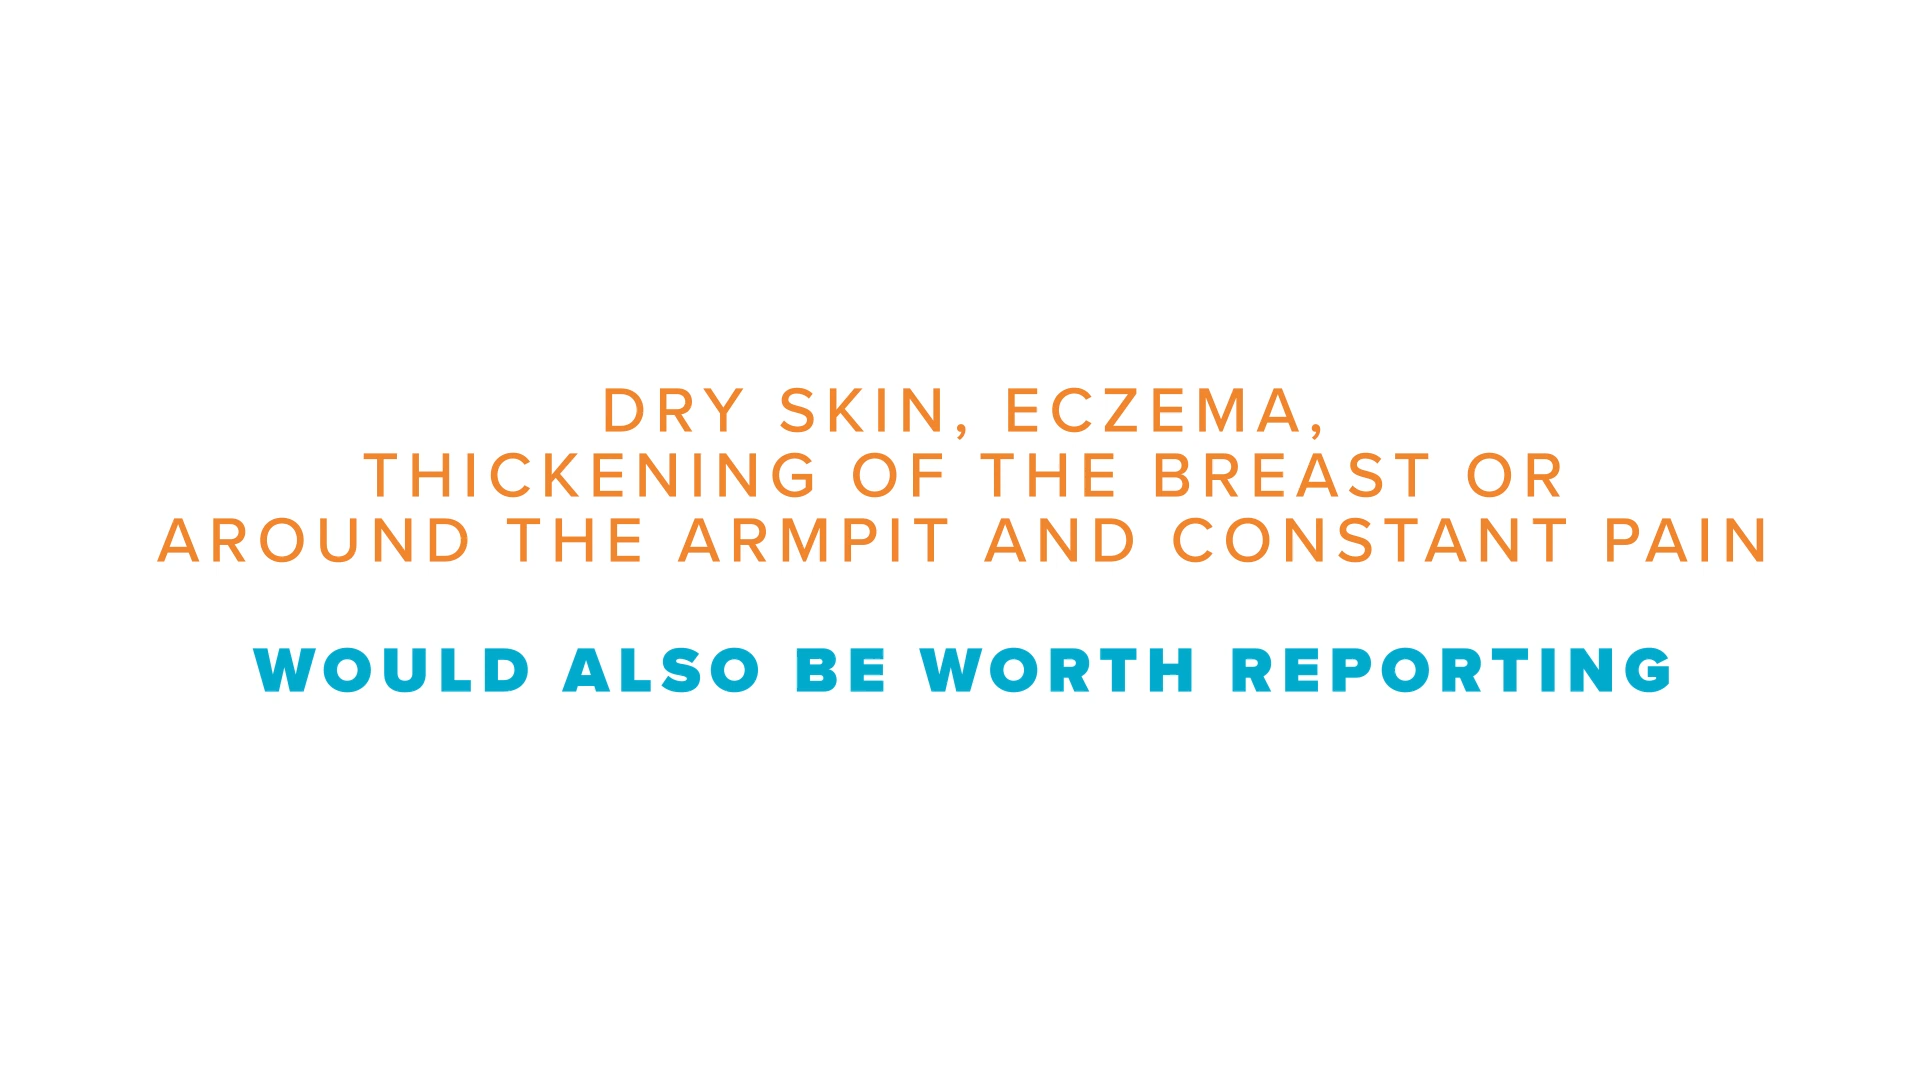 DRY SKIN, ECZEMA,
THICKENING OF THE BREAST OR
AROUND THE ARMPIT AND CONSTANT PAIN
WOULD ALSO BE WORTH REPORTING